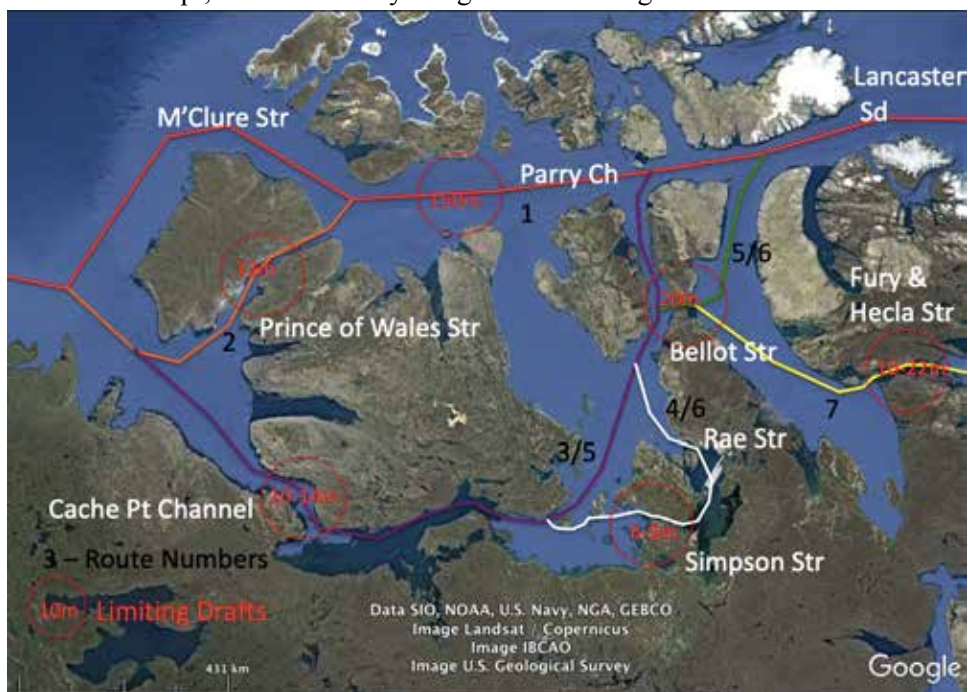 Lancaster
Sd
M'Clure Str
Parry Ch
1
5/6
Fury &
Hecla Str
2
Prince of Wales Str
20m
Bellot Str
7
4/6
3/5
Rae Str
Cache Pt Channel
3 – Route Numbers
Simpson Str
10m Limiting Drafts
Data SIO, NOAA, U.S. Navy, NGA, GEBCO
Image Landsat / Copernicus
Image IBCAO
Image U.S. Geological Survey
431 km
Google